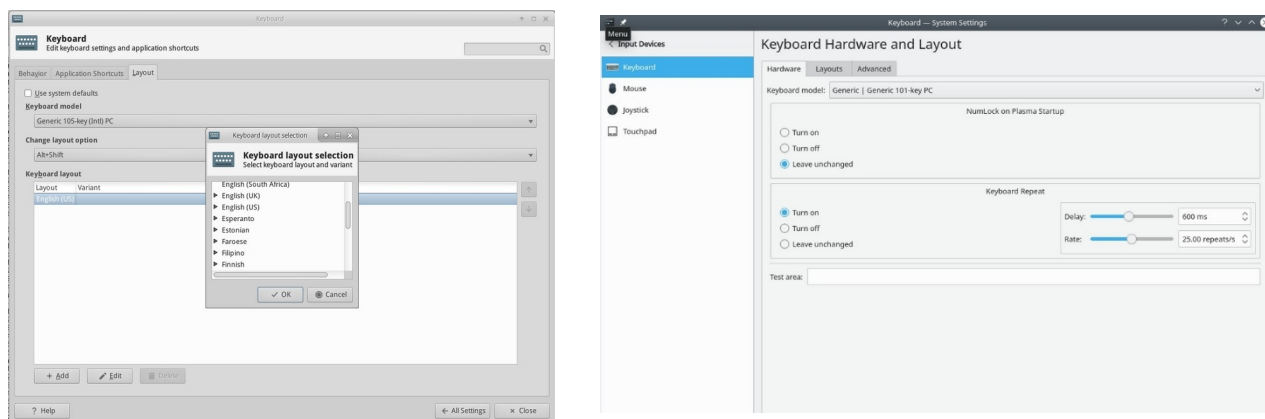 Keyboard
Keyboard
Edit keyboard settings and application shortcuts
Behavior Application Shortcuts Layout
Use system defaults
Keyboard model
Generic 105-key (Intl) PC
Change layout option
Alt+Shift
Keyboard layout
Layout Variant
English (US)
+ Add
Edit
Delete
? Help
All Settings
Close
Keyboard layout selection
Keyboard layout selection
Select keyboard layout and variant
English (South Africa)
English (UK)
English (US)
Esperanto
Estonian
Faroese
Filipino
Finnish
OK
Cancel
Keyboard — System Settings
Menu
Input Devices
Keyboard
Mouse
Joystick
Touchpad
Keyboard Hardware and Layout
Hardware Layouts Advanced
Keyboard model: Generic | Generic 101-key PC
NumLock on Plasma Startup
Turn on
Turn off
Leave unchanged
Keyboard Repeat
Turn on
Turn off
Leave unchanged
Delay: 600 ms
Rate: 25.00 repeats/s
Test area: